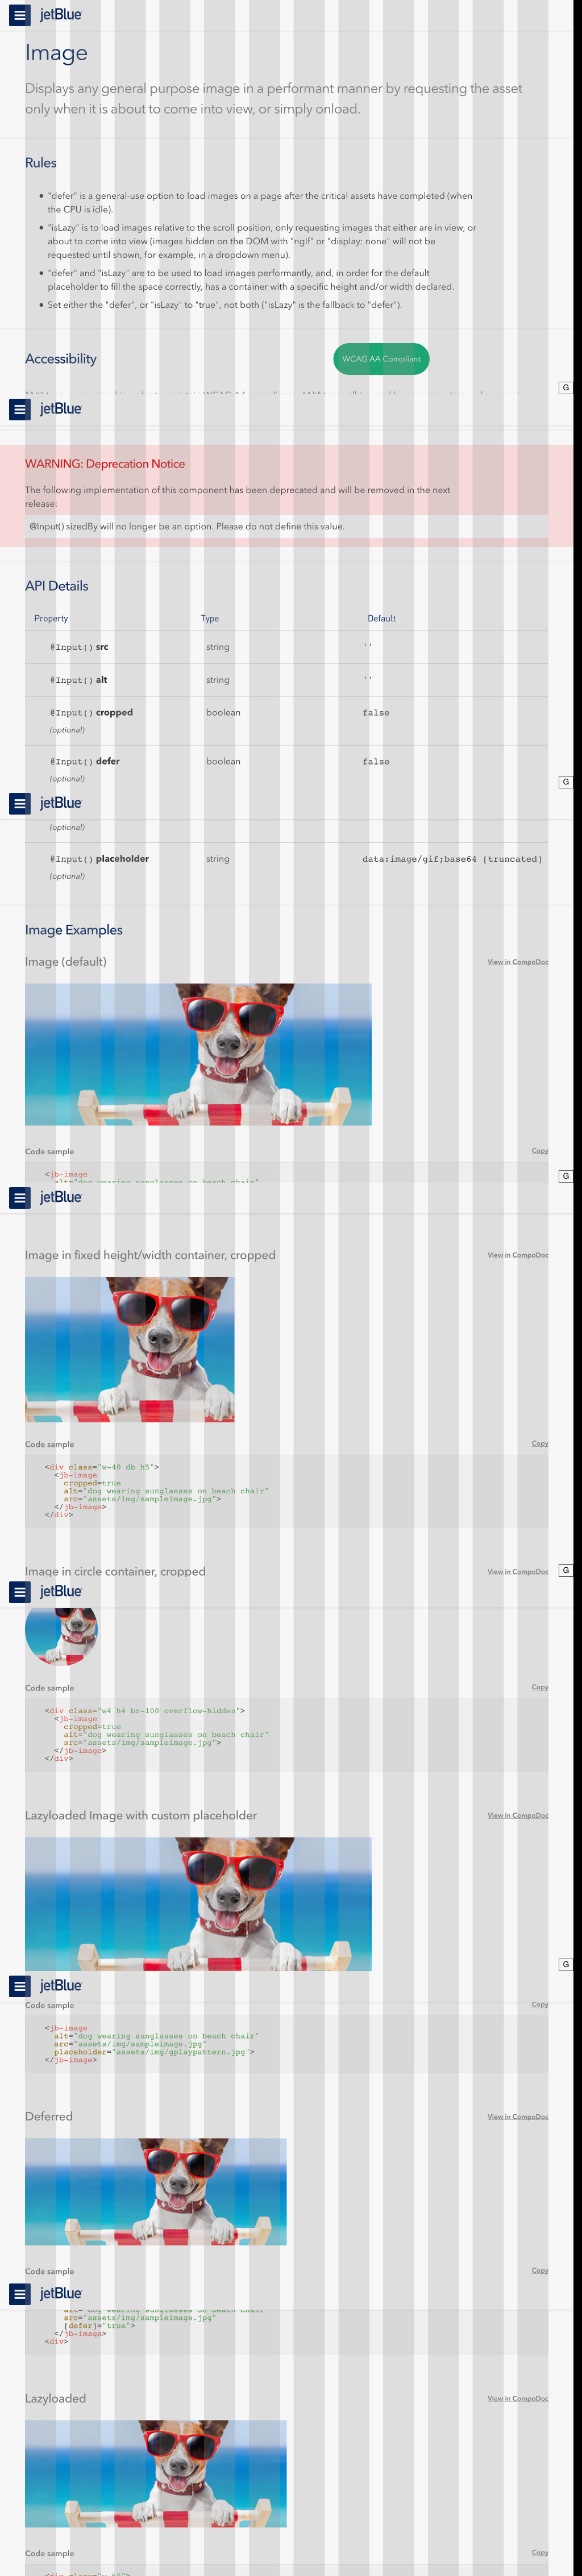 jetBlue
Image
Displays any general purpose image in a performant manner by requesting the asset
only when it is about to come into view, or simply onload.
Rules
"defer" is a general-use option to load images on a page after the critical assets have completed (when
the CPU is idle).
"isLazy" is to load images relative to the scroll position, only requesting images that either are in view, or
about to come into view (images hidden on the DOM with "ngIf" or "display: none" will not be
requested until shown, for example, in a dropdown menu).
"defer" and "isLazy" are to be used to load images performantly, and, in order for the default
placeholder to fill the space correctly, has a container with a specific height and/or width declared.
Set either the "defer", or "isLazy" to "true", not both ("isLazy" is the fallback to "defer").
Accessibility
WCAG AA Compliant
G
jetBlue
WARNING: Deprecation Notice
The following implementation of this component has been deprecated and will be removed in the next
release:
@Input() sizedBy will no longer be an option. Please do not define this value.
API Details
Property Type Default
@Input() src string ''
@Input() alt string ''
@Input() cropped boolean false
(optional)
@Input() defer boolean false
(optional)
G
jetBlue
(optional)
@Input() placeholder string data:image/gif;base64 [truncated]
(optional)
Image Examples
Image (default) View in CompoDoc
Code sample Copy
<jb-image
alt="dog wearing sunglasses on beach chair"
G
jetBlue
Image in fixed height/width container, cropped View in CompoDoc
Code sample Copy
<div class="w-40 db h5">
<jb-image
cropped=true
alt="dog wearing sunglasses on beach chair"
src="assets/img/sampleimage.jpg">
</jb-image>
</div>
Image in circle container, cropped View in CompoDoc
G
jetBlue
Code sample Copy
<div class="w4 h4 br-100 overflow-hidden">
<jb-image
cropped=true
alt="dog wearing sunglasses on beach chair"
src="assets/img/sampleimage.jpg">
</jb-image>
</div>
Lazyloaded Image with custom placeholder View in CompoDoc
G
jetBlue
Code sample Copy
<jb-image
alt="dog wearing sunglasses on beach chair"
src="assets/img/sampleimage.jpg"
placeholder="assets/img/gplaypattern.jpg">
</jb-image>
Deferred View in CompoDoc
Code sample Copy
jetBlue
alt="dog wearing sunglasses on beach chair"
src="assets/img/sampleimage.jpg"
[defer]="true">
</jb-image>
<div>
Lazyloaded View in CompoDoc
Code sample Copy